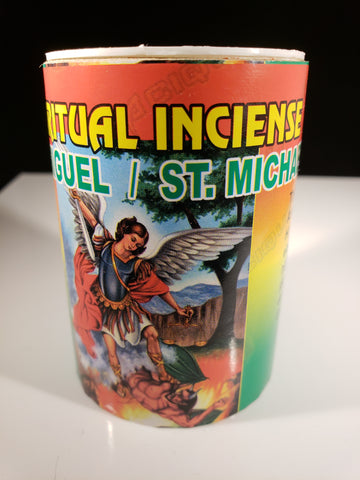 RITUAL INCIENSE
GUEL / ST. MICHA